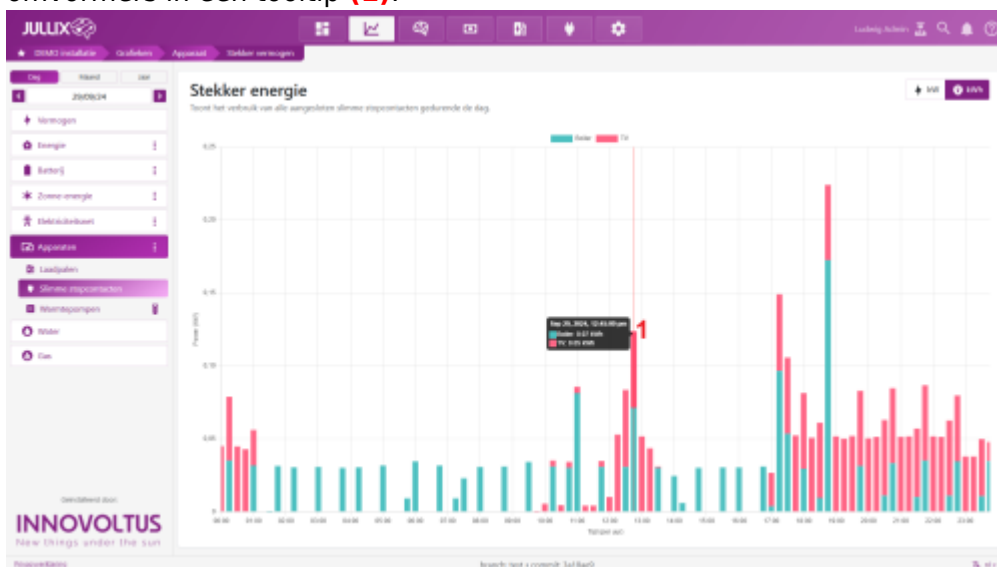 omvormers in een tooltip (2).
JULLIX
Ludwig Admin
DEMO installatie Grafieken Apparaat Stekker vermogen
Dag Maand Jaar
29/09/24
Vermogen
Energie
Batterij
Zonne-energie
Elektriciteitsnet
Apparaten
Laadpalen
Slimme stopcontacten
Warmtepompen
Water
Gas
Geïnstalleerd door:
INNOVOLTUS
New things under the sun
Stekker energie
Toont het verbruik van alle aangesloten slimme stopcontacten gedurende de dag.
kW kWh
Boiler TV
0,25
0,20
0,15
0,10
0,05
0
Sep 29, 2024, 12:45:00 pm
Boiler: 0.07 kWh
TV: 0.05 kWh
1
00:00 01:00 02:00 03:00 04:00 05:00 06:00 07:00 08:00 09:00 10:00 11:00 12:00 13:00 14:00 15:00 16:00 17:00 18:00 19:00 20:00 21:00 22:00 23:00
Privacyverklaring